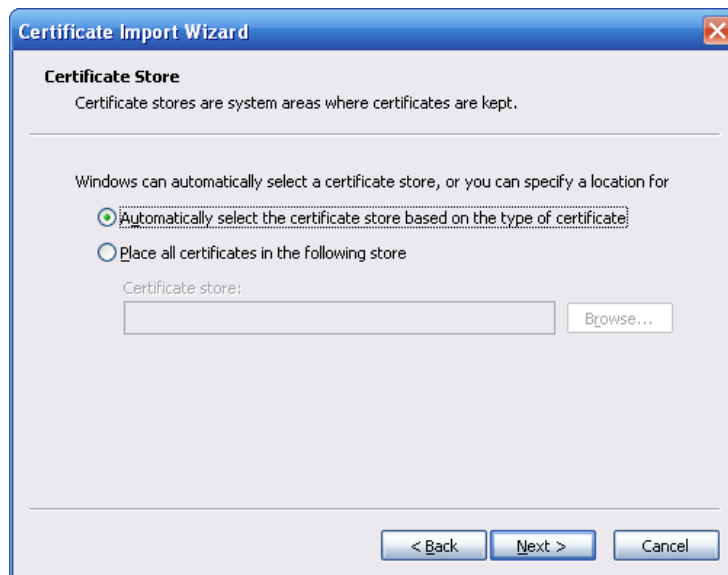 Certificate Import Wizard
Certificate Store
Certificate stores are system areas where certificates are kept.
Windows can automatically select a certificate store, or you can specify a location for
Automatically select the certificate store based on the type of certificate
Place all certificates in the following store
Certificate store:
Browse...
< Back
Next >
Cancel